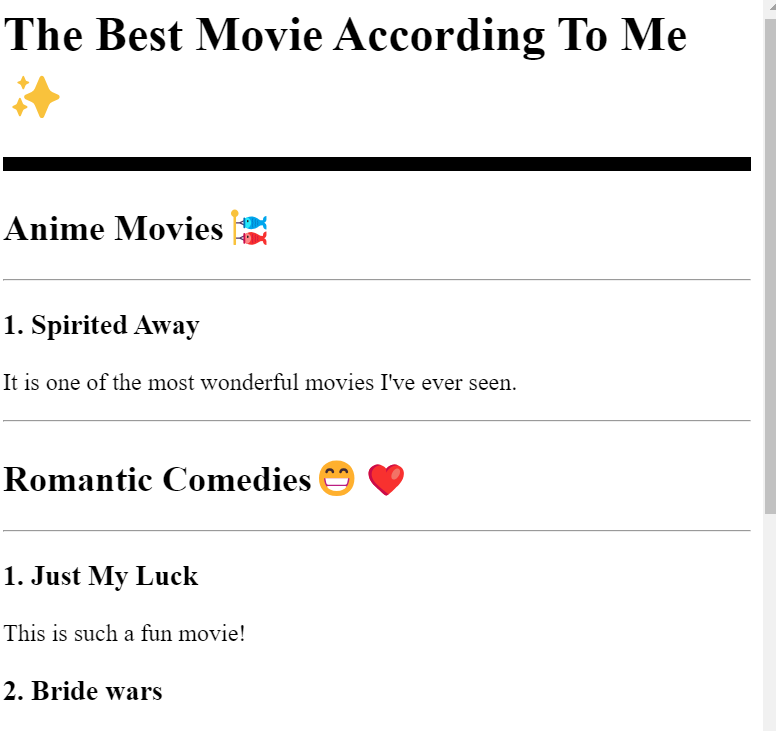 The Best Movie According To Me
✨
Anime Movies 🎏
1. Spirited Away
It is one of the most wonderful movies I've ever seen.
Romantic Comedies 😁 ❤️
1. Just My Luck
This is such a fun movie!
2. Bride wars